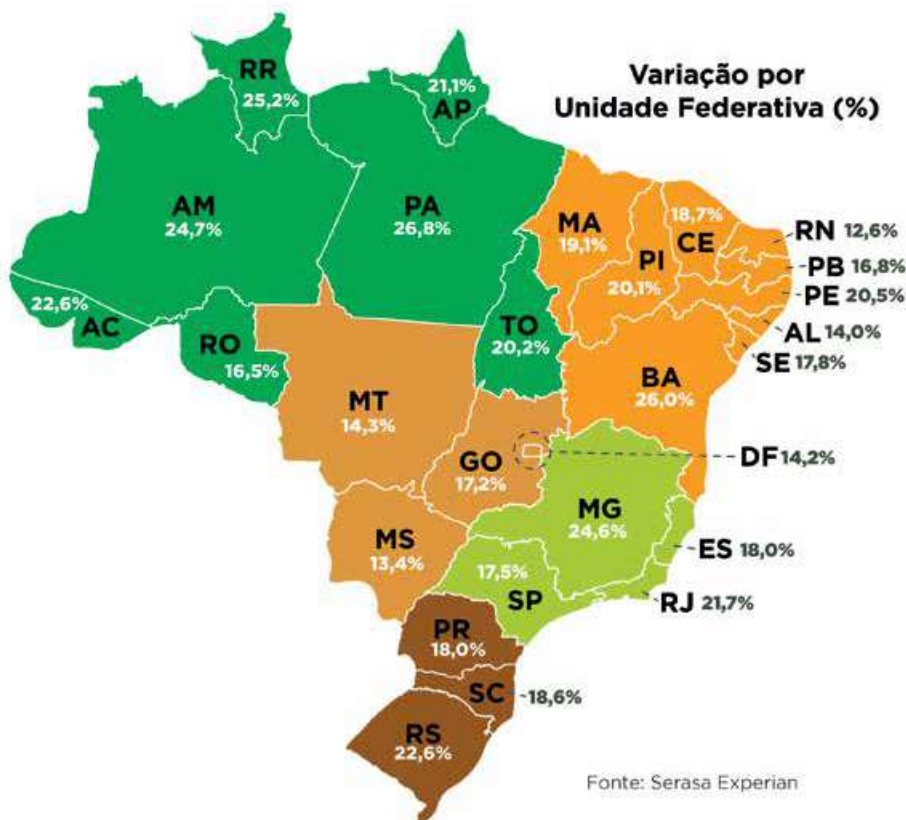 Variação por
Unidade Federativa (%)
RR
25,2%
21,1%
AP
AM
24,7%
PA
26,8%
MA
19,1%
PI
20,1%
18,7%
CE
RN 12,6%
PB 16,8%
PE 20,5%
AL 14,0%
SE 17,8%
22,6%
AC
RO
16,5%
TO
20,2%
BA
26,0%
MT
14,3%
GO
17,2%
DF 14,2%
MG
24,6%
ES 18,0%
MS
13,4%
17,5%
SP
RJ 21,7%
PR
18,0%
SC
18,6%
RS
22,6%
Fonte: Serasa Experian